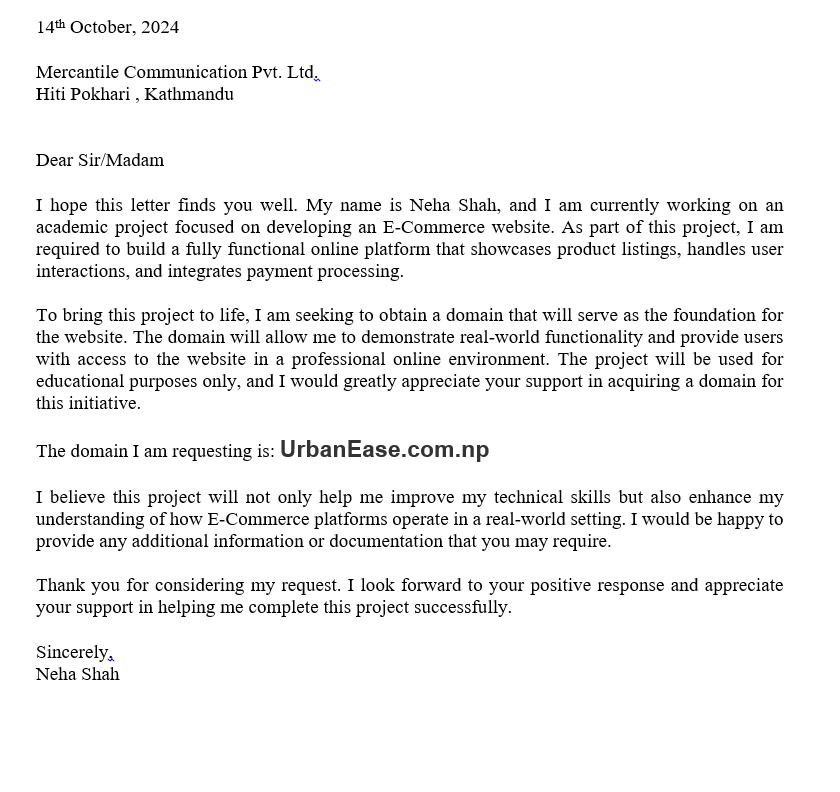 14th October, 2024
Mercantile Communication Pvt. Ltd.
Hiti Pokhari , Kathmandu
Dear Sir/Madam
I hope this letter finds you well. My name is Neha Shah, and I am currently working on an
academic project focused on developing an E-Commerce website. As part of this project, I am
required to build a fully functional online platform that showcases product listings, handles user
interactions, and integrates payment processing.
To bring this project to life, I am seeking to obtain a domain that will serve as the foundation for
the website. The domain will allow me to demonstrate real-world functionality and provide users
with access to the website in a professional online environment. The project will be used for
educational purposes only, and I would greatly appreciate your support in acquiring a domain for
this initiative.
The domain I am requesting is: UrbanEase.com.np
I believe this project will not only help me improve my technical skills but also enhance my
understanding of how E-Commerce platforms operate in a real-world setting. I would be happy to
provide any additional information or documentation that you may require.
Thank you for considering my request. I look forward to your positive response and appreciate
your support in helping me complete this project successfully.
Sincerely,
Neha Shah